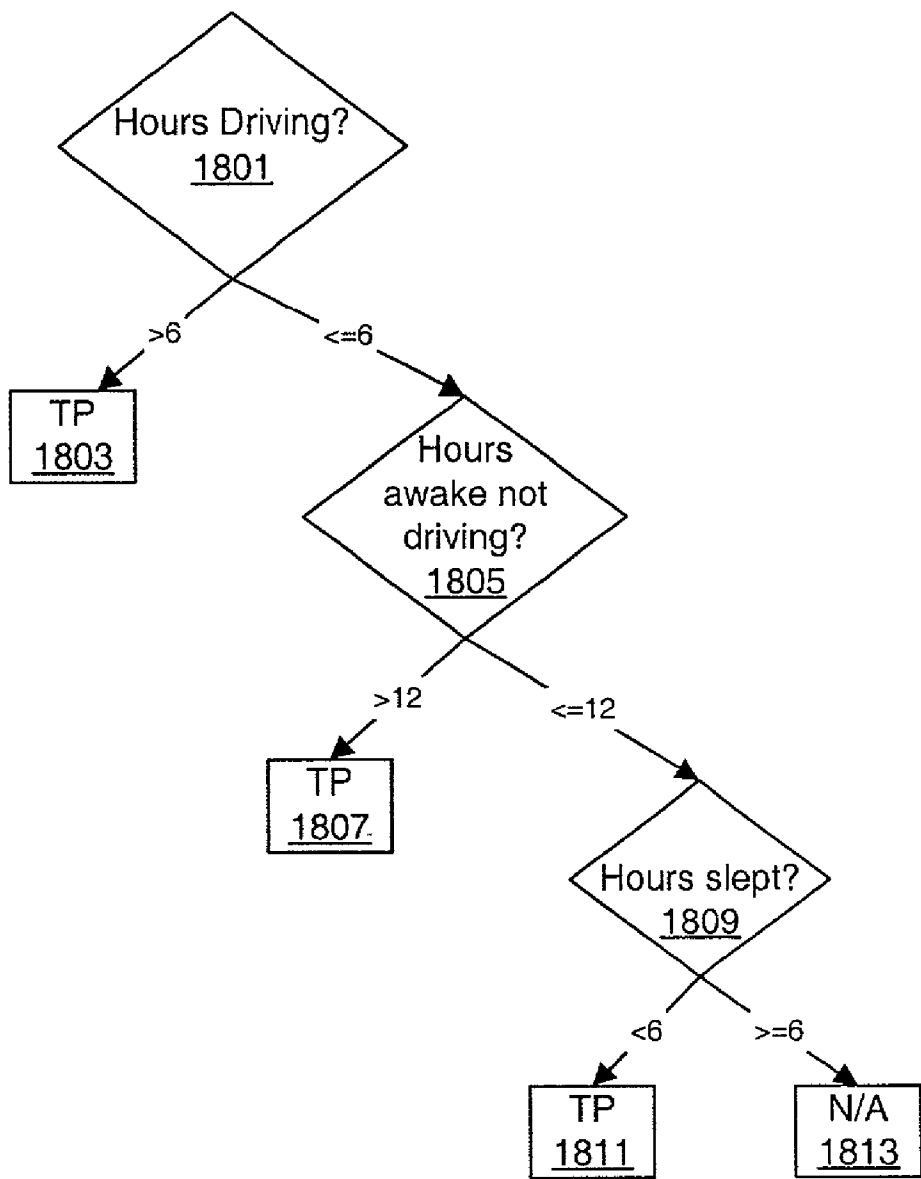 Hours Driving?
1801
>6
<=6
TP
1803
Hours
awake not
driving?
1805
>12
<=12
TP
1807
Hours slept?
1809
<6
>=6
TP
1811
N/A
1813